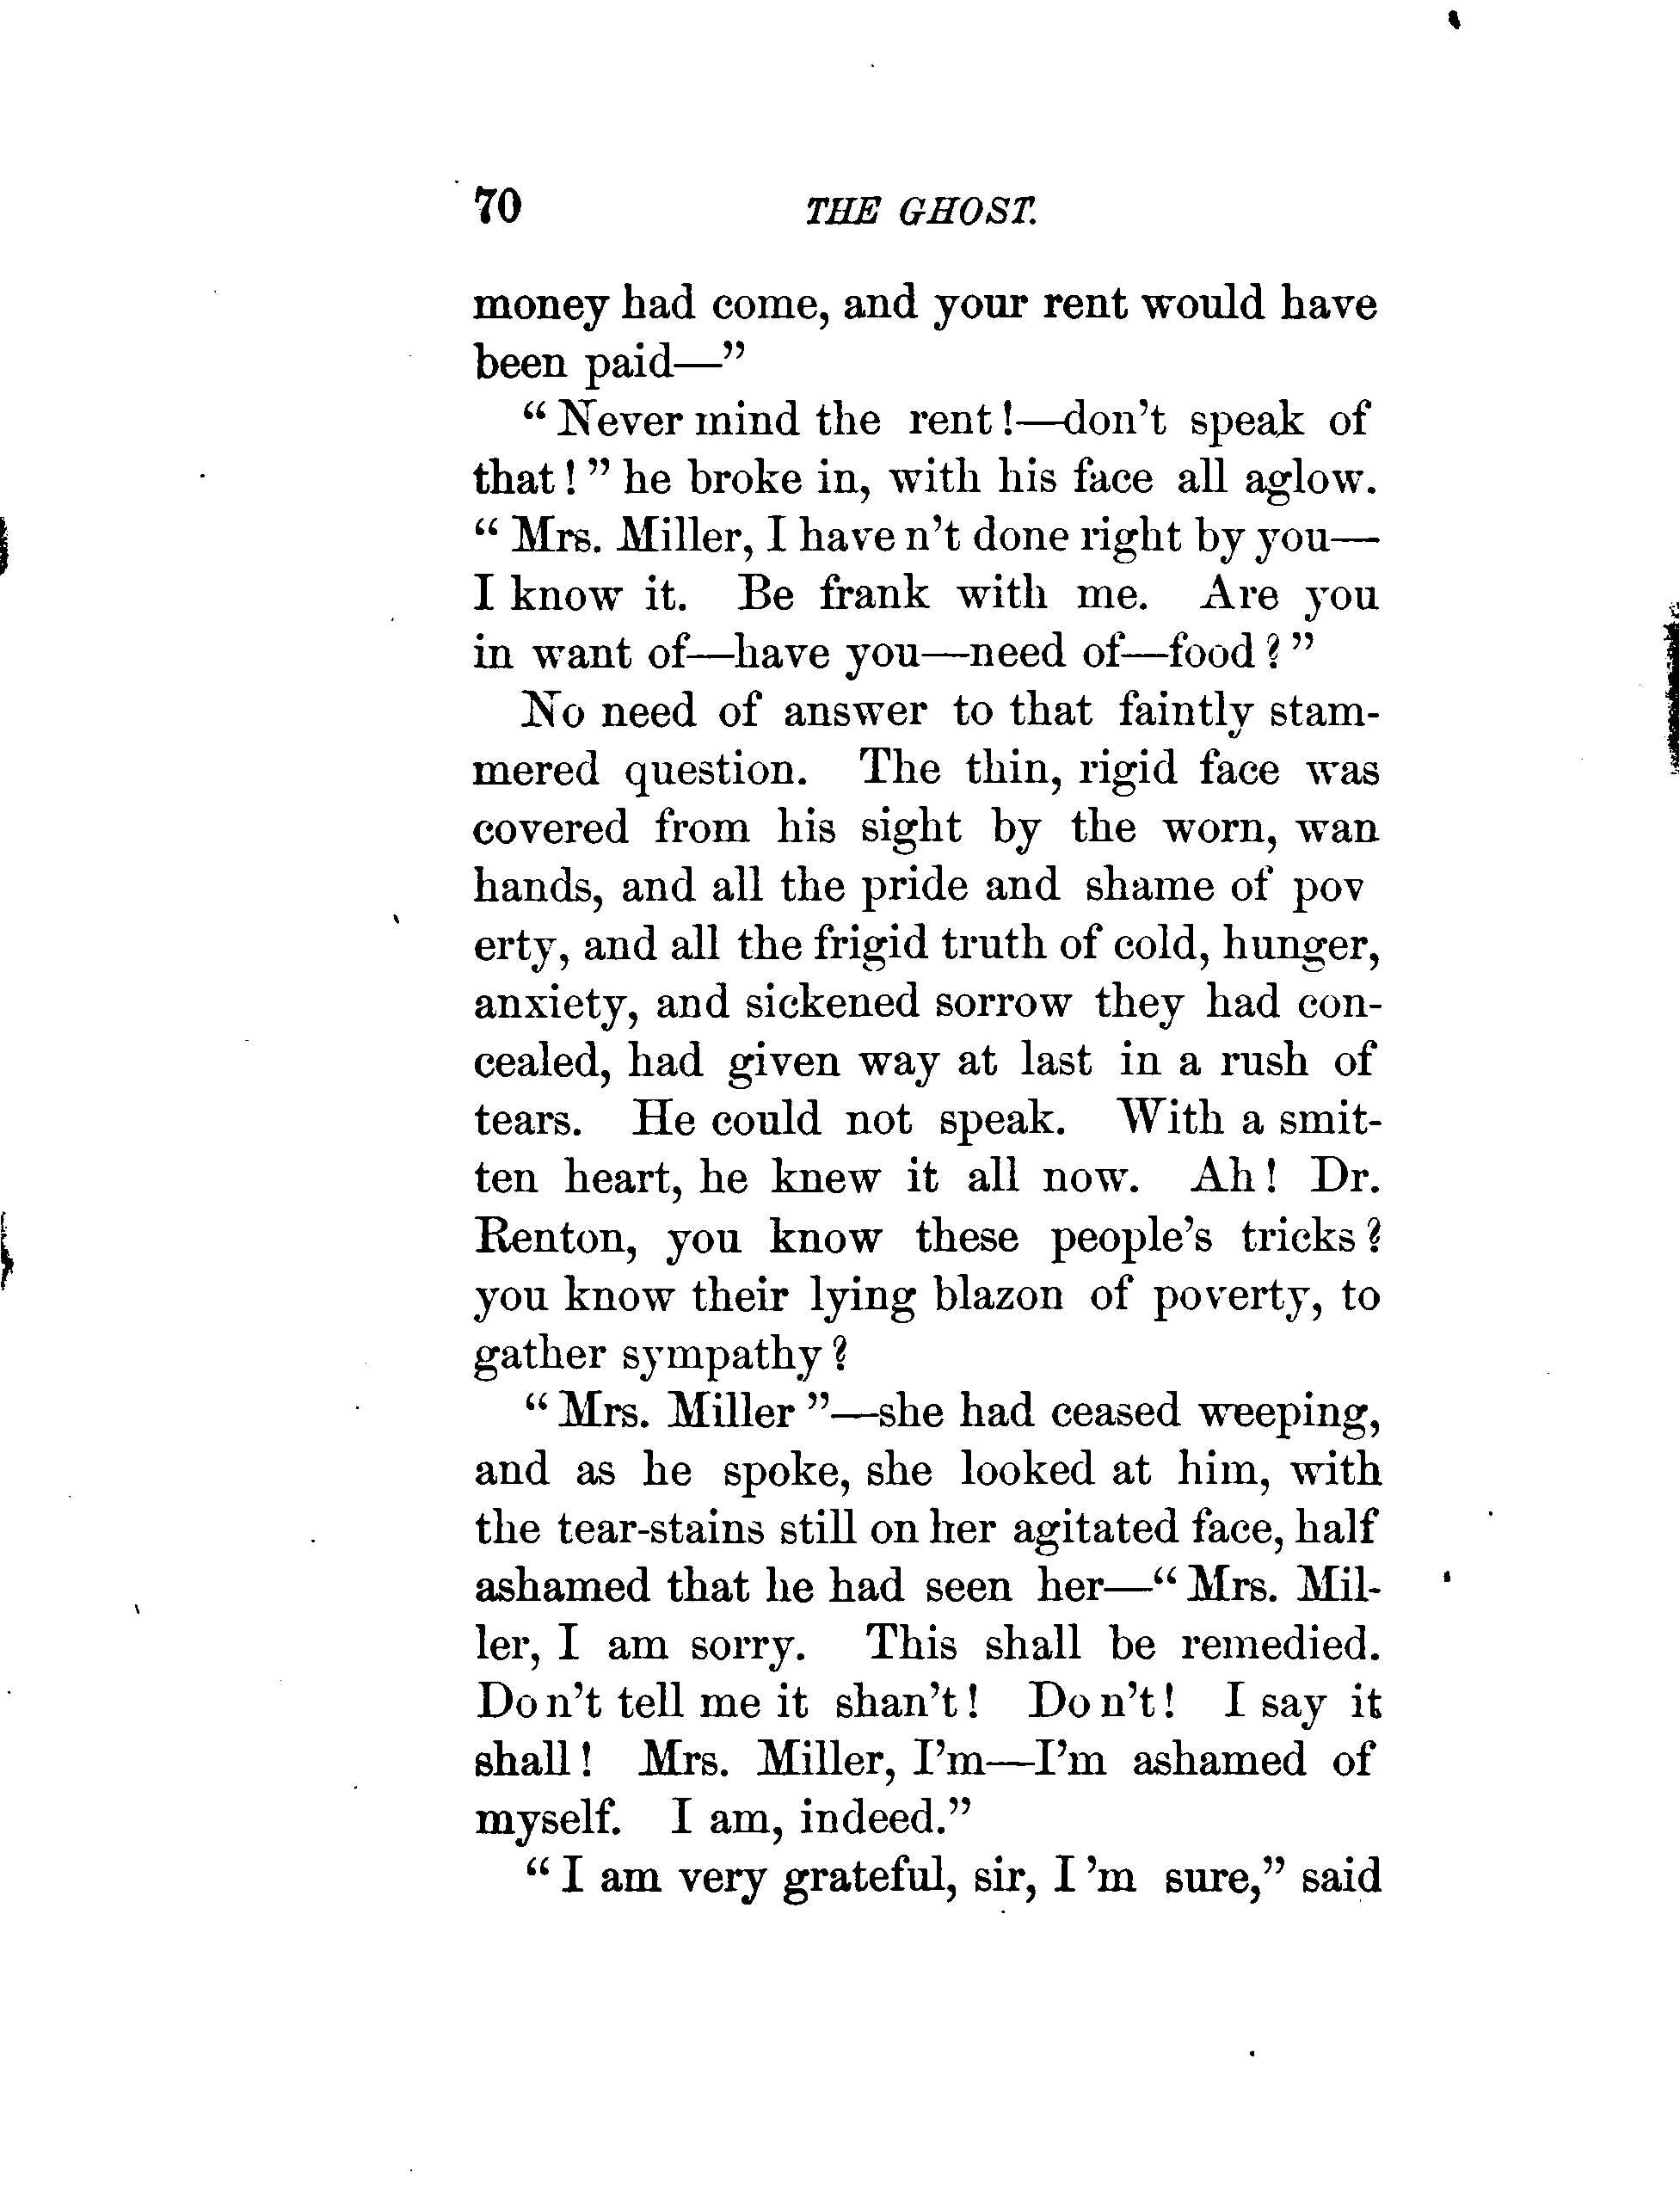 70 THE GHOST.
money had come, and your rent would have
been paid—”
“ Never mind the rent !—don’t speak of
that ! ” he broke in, with his face all aglow.
“ Mrs. Miller, I have n’t done right by you—
I know it. Be frank with me. Are you
in want of—have you—need of—food ? ”
No need of answer to that faintly stam-
mered question. The thin, rigid face was
covered from his sight by the worn, wan
hands, and all the pride and shame of pov
erty, and all the frigid truth of cold, hunger,
anxiety, and sickened sorrow they had con-
cealed, had given way at last in a rush of
tears. He could not speak. With a smit-
ten heart, he knew it all now. Ah ! Dr.
Renton, you know these people’s tricks ?
you know their lying blazon of poverty, to
gather sympathy ?
“ Mrs. Miller ”—she had ceased weeping,
and as he spoke, she looked at him, with
the tear-stains still on her agitated face, half
ashamed that he had seen her—“ Mrs. Mil-
ler, I am sorry. This shall be remedied.
Do n’t tell me it shan’t ! Do n’t ! I say it
shall ! Mrs. Miller, I’m—I’m ashamed of
myself. I am, indeed.”
“ I am very grateful, sir, I ’m sure,” said